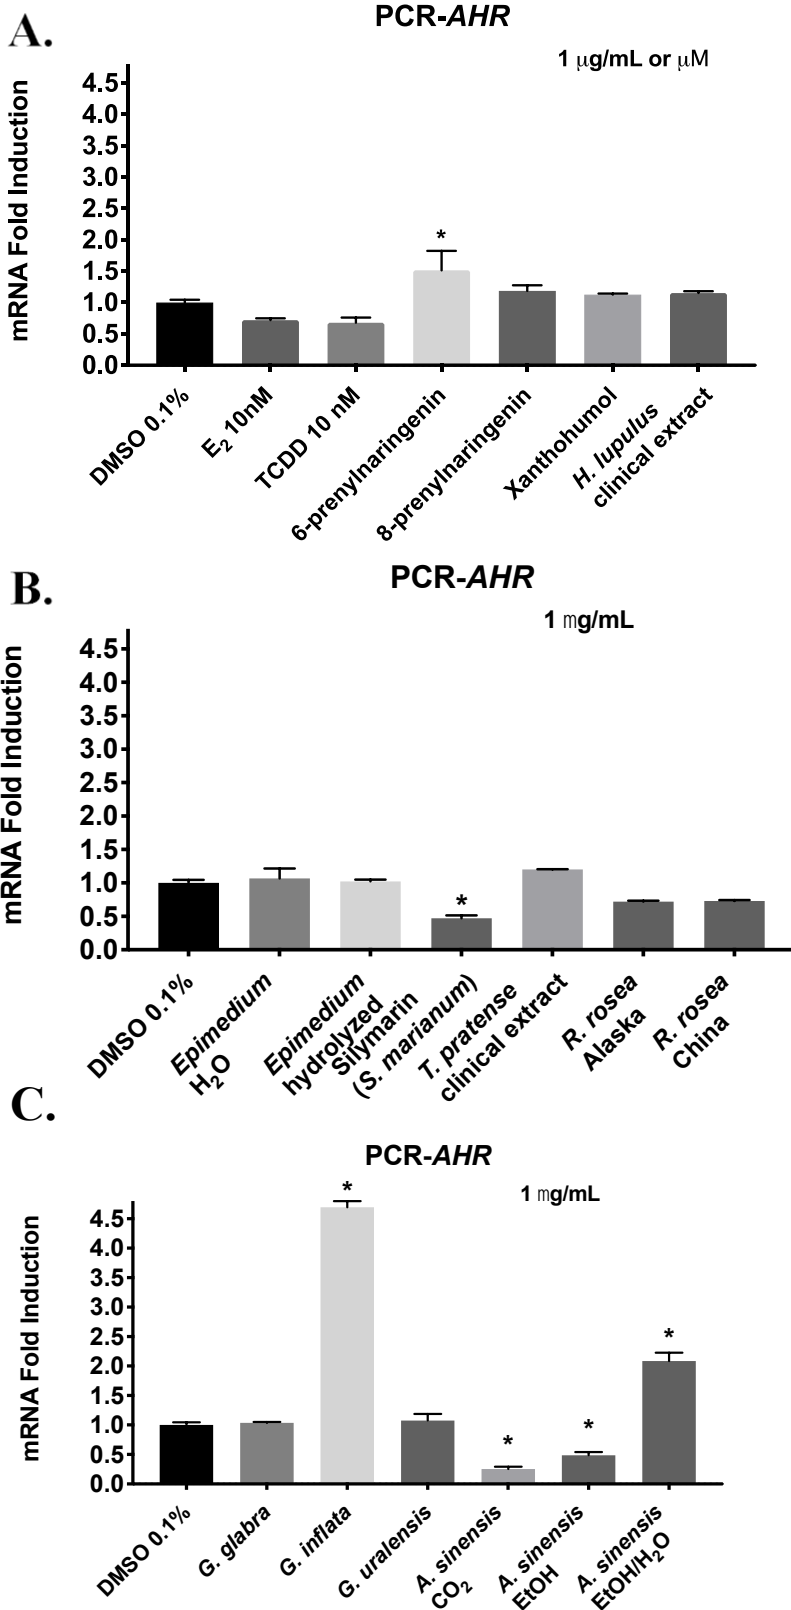 A.
PCR-AHR
1 μg/mL or μM
mRNA Fold Induction
4.5
4.0
3.5
3.0
2.5
2.0
1.5
1.0
0.5
0.0
*
DMSO 0.1%
E₂ 10nM
TCDD 10 nM
6-prenylnaringenin
8-prenylnaringenin
Xanthohumol
H. lupulus
clinical extract
B.
PCR-AHR
1 mg/mL
mRNA Fold Induction
4.5
4.0
3.5
3.0
2.5
2.0
1.5
1.0
0.5
0.0
*
DMSO 0.1%
Epimedium
H₂O
Epimedium
hydrolyzed
Silymarin
(S. marianum)
T. pratense
clinical extract
R. rosea
Alaska
R. rosea
China
C.
PCR-AHR
1 mg/mL
mRNA Fold Induction
4.5
4.0
3.5
3.0
2.5
2.0
1.5
1.0
0.5
0.0
*
*
*
*
DMSO 0.1%
G. glabra
G. inflata
G. uralensis
A. sinensis
CO₂
A. sinensis
EtOH
A. sinensis
EtOH/H₂O